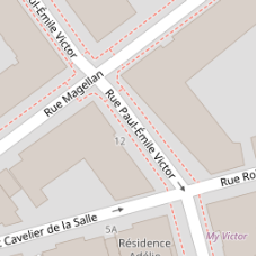 Émile Victor
Rue Magellan
Rue Paul-Émile Victor
12
Rue Ro
Cavelier de la Salle
5A
My Victor
Résidence
Adélie